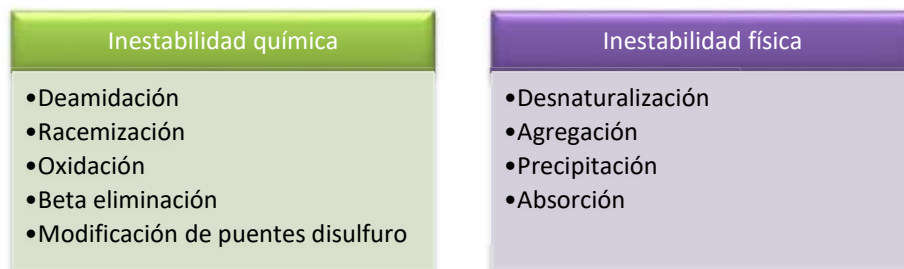 Inestabilidad química
•Deamidación
•Racemización
•Oxidación
•Beta eliminación
•Modificación de puentes disulfuro
Inestabilidad física
•Desnaturalización
•Agregación
•Precipitación
•Absorción